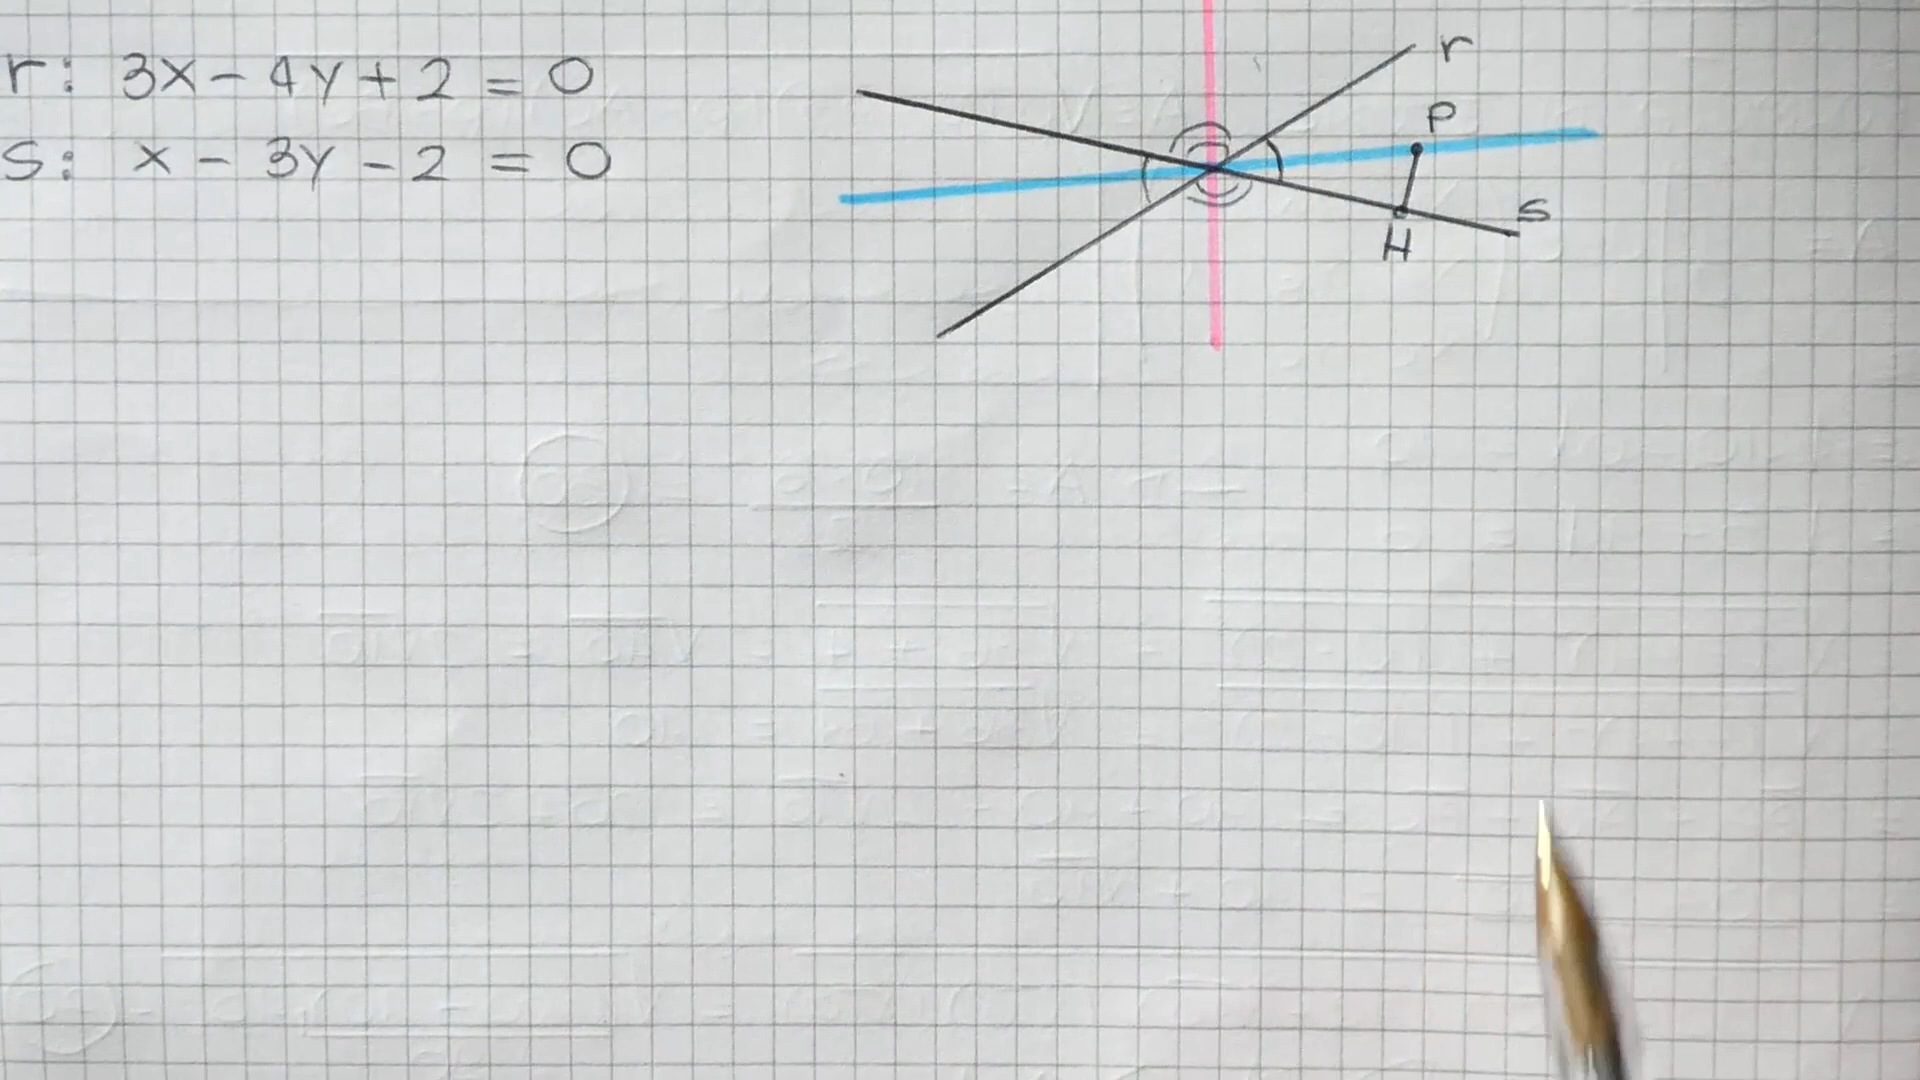 r: 3x - 4y + 2 = 0
s: x - 3y - 2 = 0
r
P
s
H